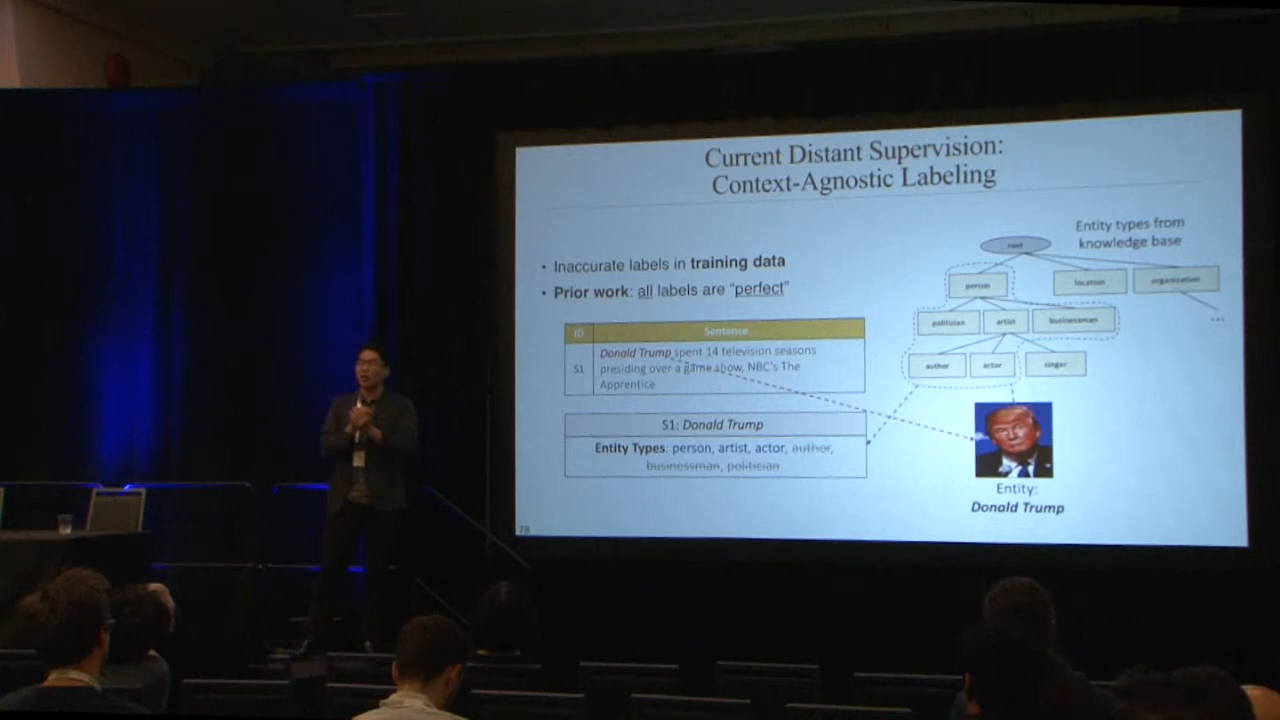 Current Distant Supervision:
Context-Agnostic Labeling
Entity types from
knowledge base
root
• Inaccurate labels in training data
• Prior work: all labels are "perfect"
person
location
organization
politician
artist
businessman
...
author
actor
singer
ID
Sentence
S1
Donald Trump spent 14 television seasons
presiding over a game show, NBC's The
Apprentice
S1: Donald Trump
Entity Types: person, artist, actor, author,
businessman, politician
Entity:
Donald Trump
78